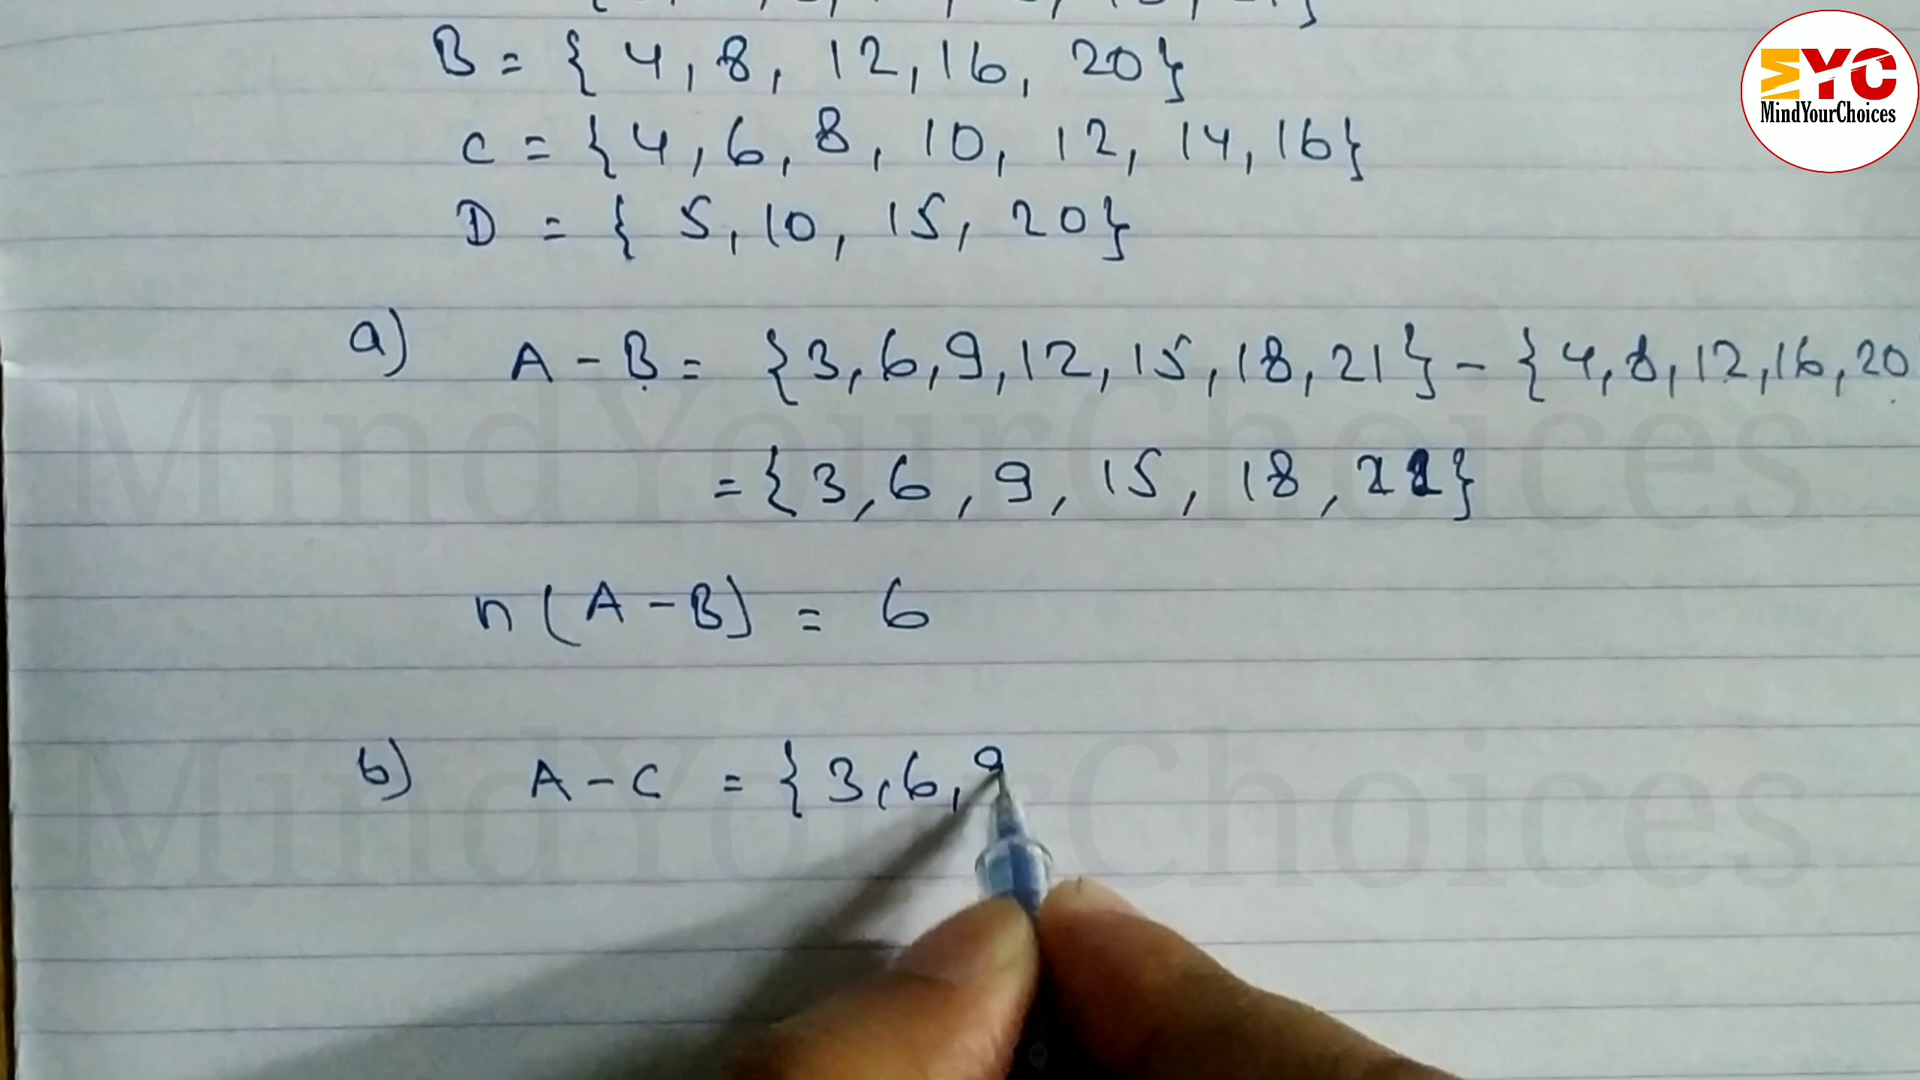 B = { 4, 8, 12, 16, 20}
C = {4, 6, 8, 10, 12, 14, 16}
D = { 5, 10, 15, 20}
a) A - B = {3, 6, 9, 12, 15, 18, 21} - {4, 8, 12, 16, 20
= {3, 6, 9, 15, 18, 21}
n(A - B) = 6
b) A - C = {3, 6, 9
MYC
MindYourChoices
MindYourChoices
MindYourChoices